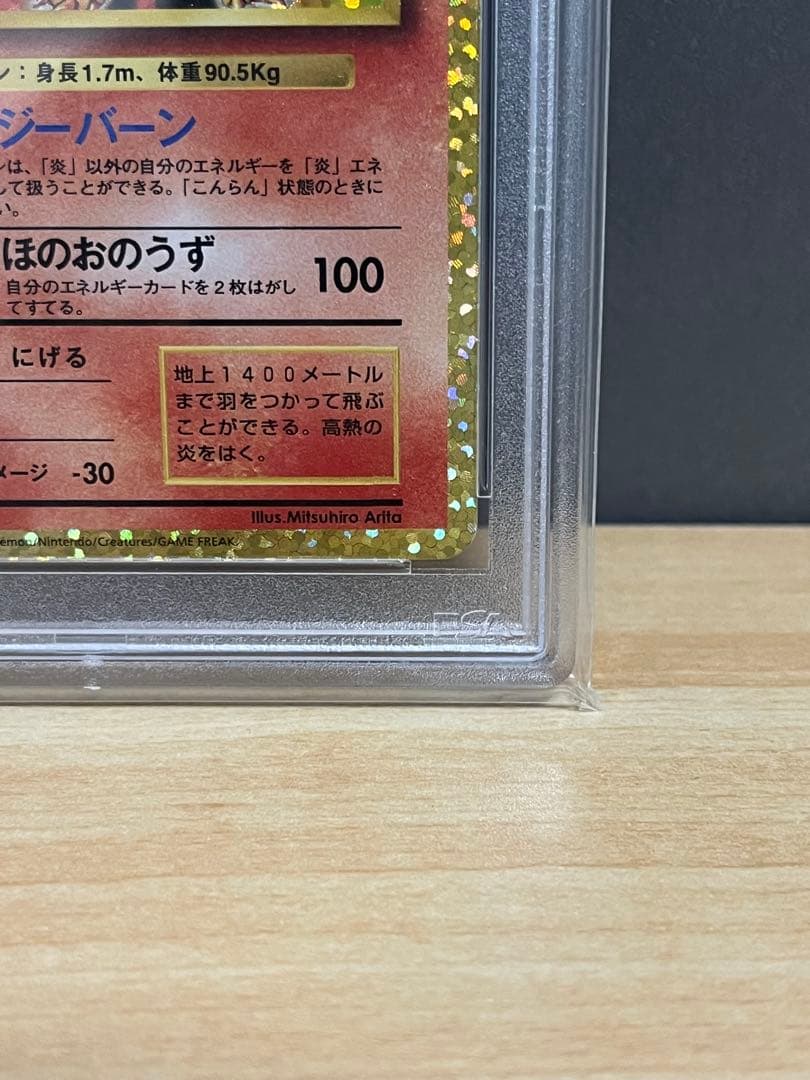 ン：身長1.7m、体重90.5Kg
ジーバーン
ンは、「炎」以外の自分のエネルギーを「炎」エネ
して扱うことができる。「こんらん」状態のときに
い。
ほのおのうず 100
自分のエネルギーカードを２枚はがし
てすてる。
にげる
地上１４００メートル
まで羽をつかって飛ぶ
ことができる。高熱の
炎をはく。
メージ -30
Illus.Mitsuhiro Arita
emon/Nintendo/Creatures/GAME FREAK.